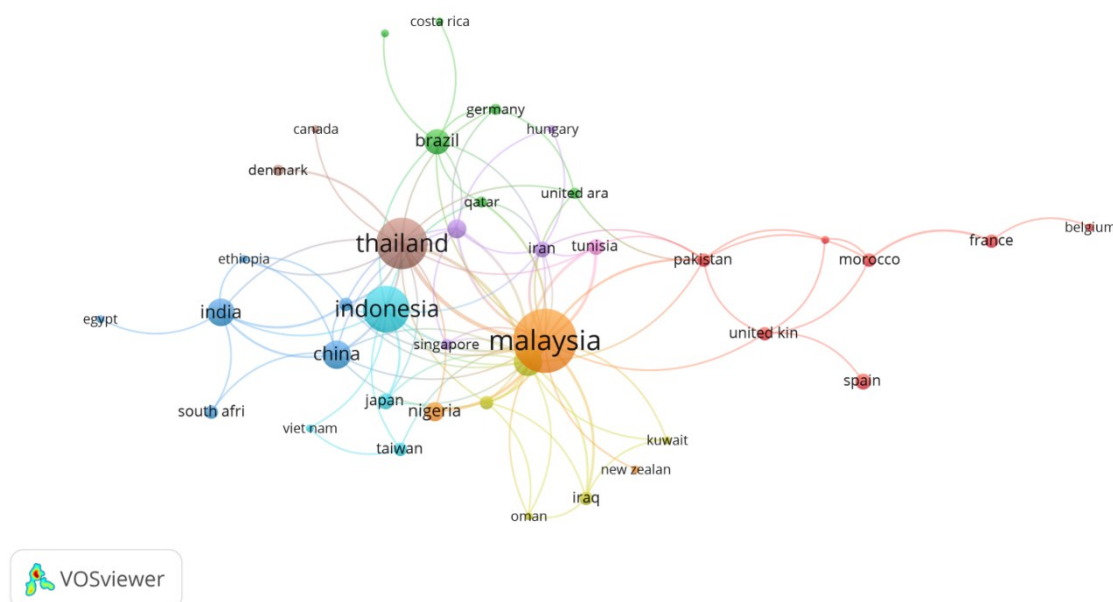 costa rica
germany
canada
hungary
brazil
denmark
united ara
qatar
thailand
iran
tunisia
france
belgium
ethiopia
pakistan
morocco
india
indonesia
egypt
malaysia
united kin
singapore
china
spain
japan
south afri
nigeria
viet nam
taiwan
kuwait
new zealan
iraq
oman
VOSviewer